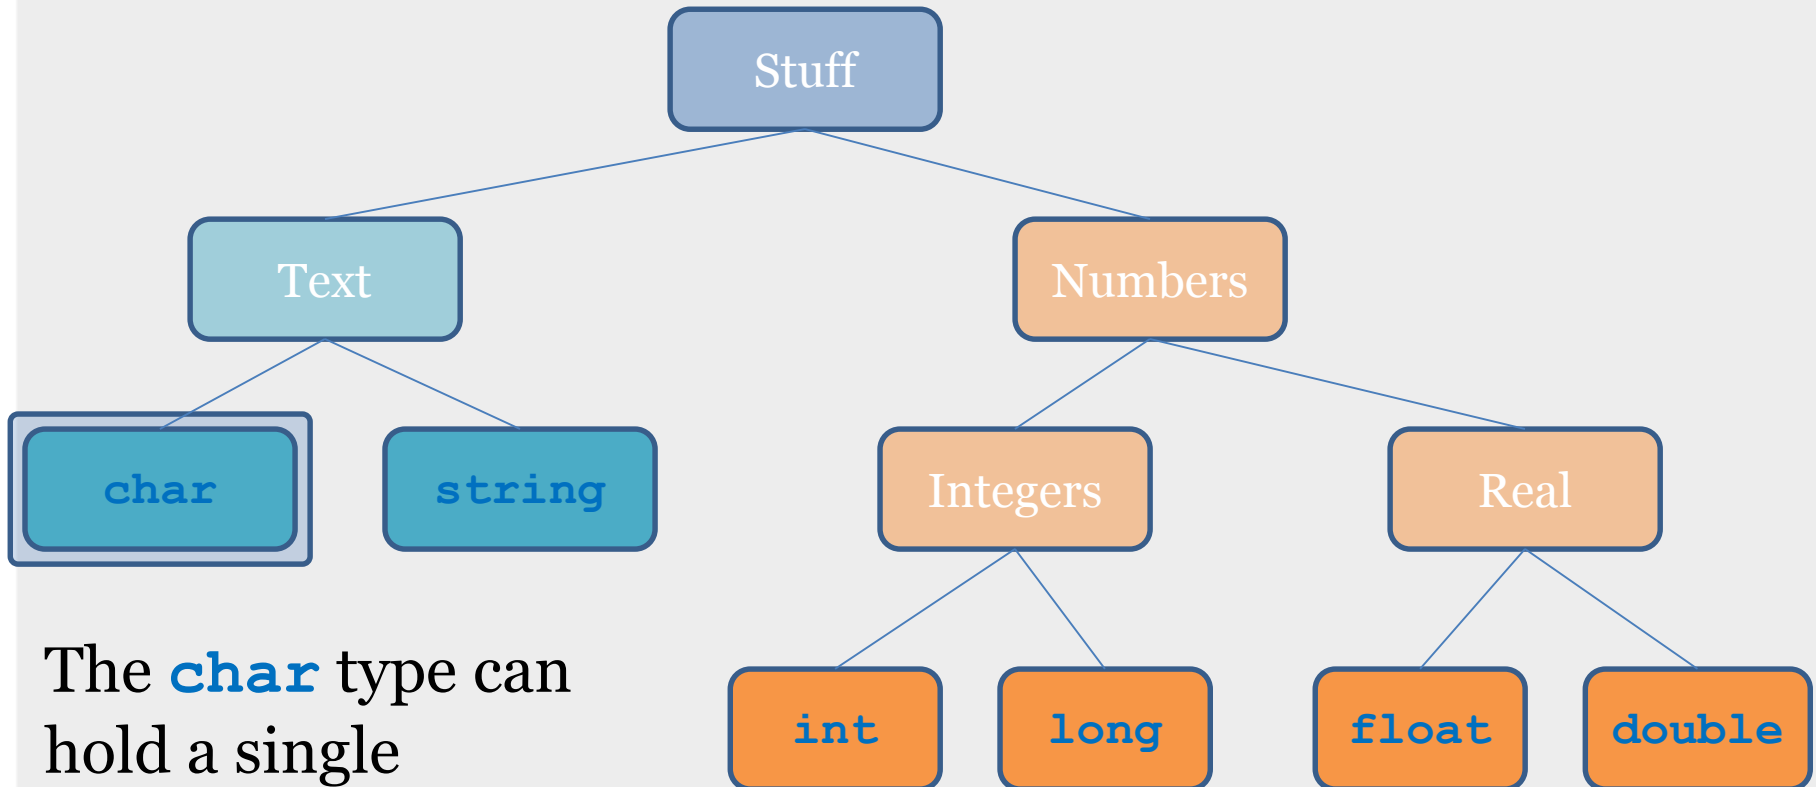 Stuff
Text
Numbers
char
string
Integers
Real
The char type can
hold a single
int
long
float
double